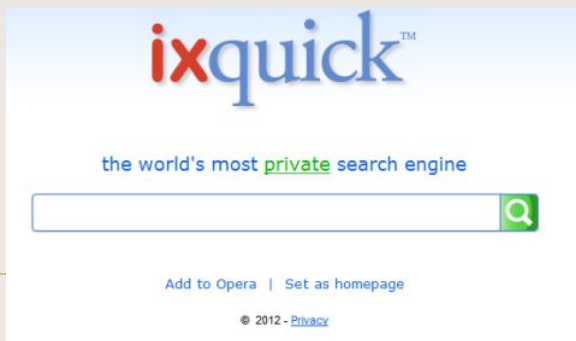 ixquick™
the world's most private search engine
Add to Opera | Set as homepage
© 2012 - Privacy